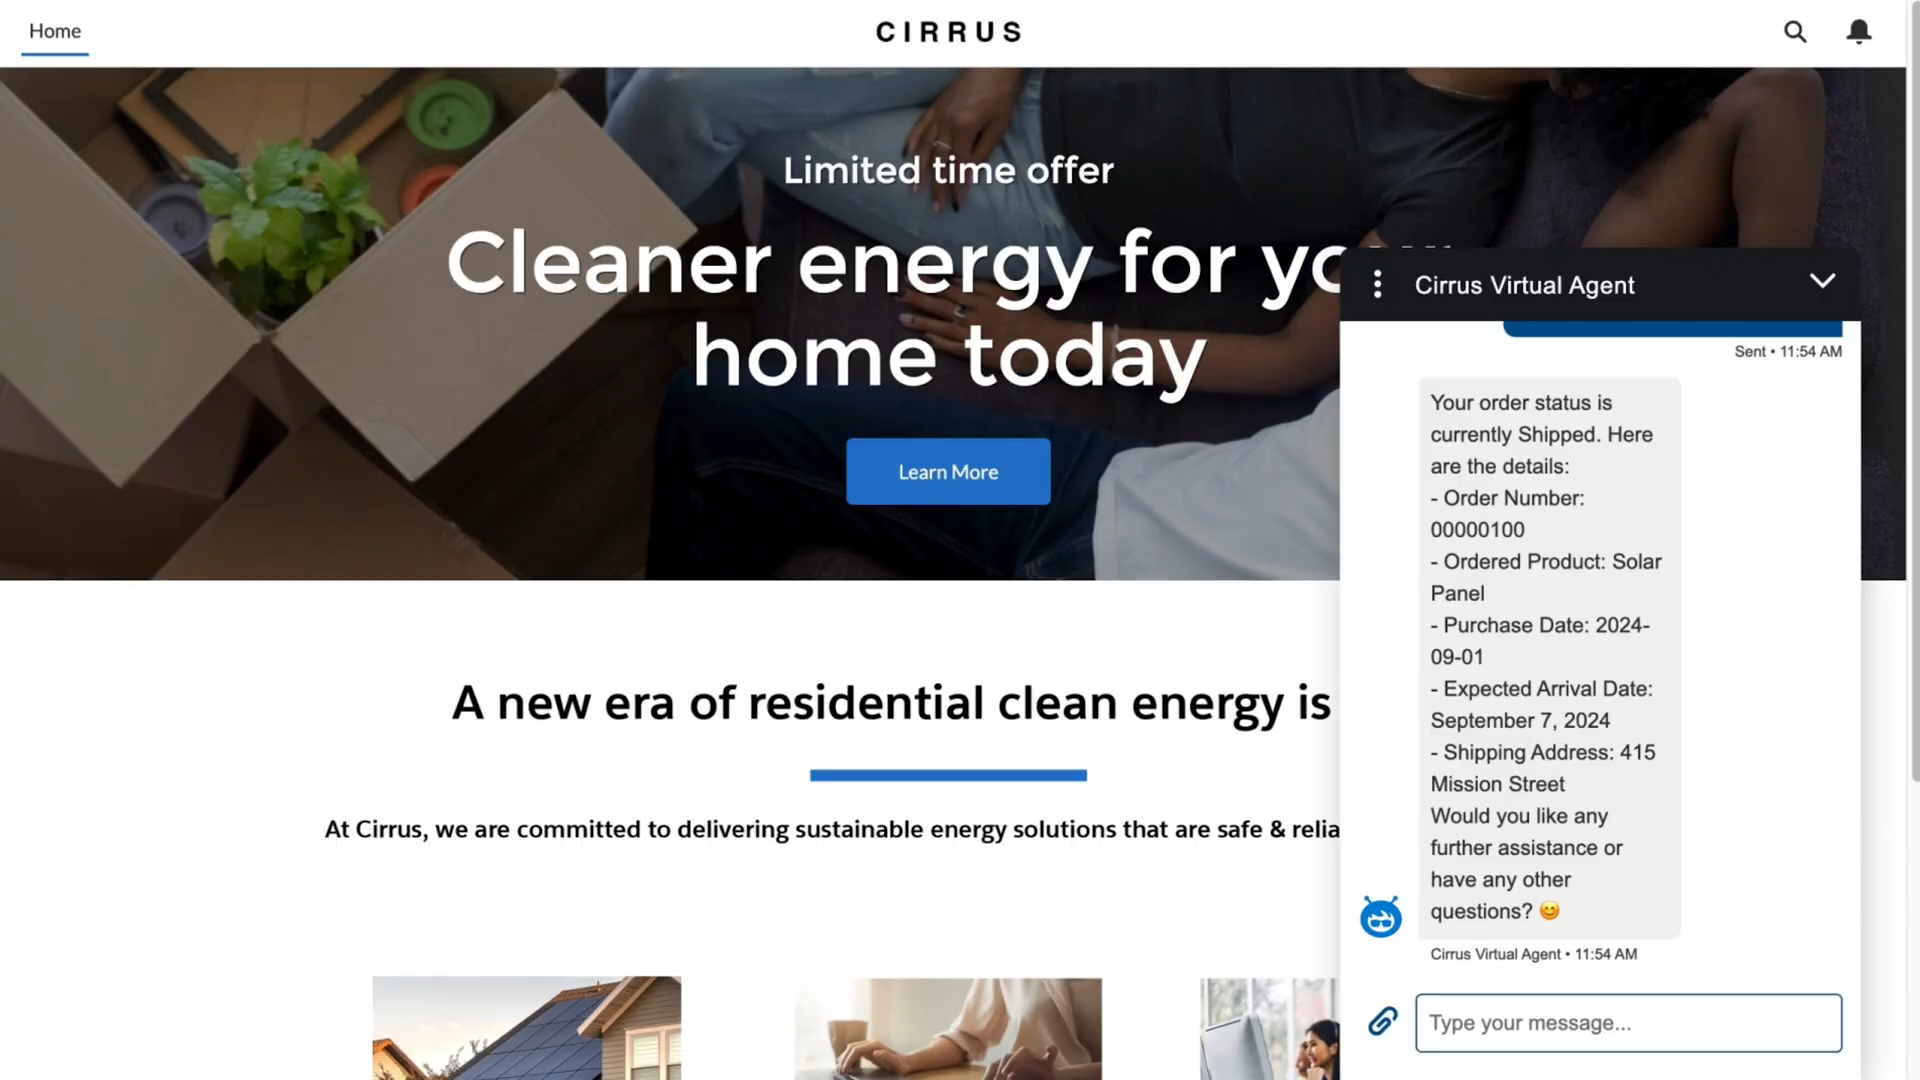 Home
CIRRUS
Limited time offer
Cleaner energy for
home today
Learn More
A new era of residential clean energy is
At Cirrus, we are committed to delivering sustainable energy solutions that are safe &
Cirrus Virtual Agent
Sent • 11:54 AM
Your order status is
currently Shipped. Here
are the details:
- Order Number:
00000100
- Ordered Product: Solar
Panel
- Purchase Date: 2024-
09-01
- Expected Arrival Date:
September 7, 2024
- Shipping Address: 415
Mission Street
Would you like any
further assistance or
have any other
questions? 😊
Cirrus Virtual Agent • 11:54 AM
Type your message...